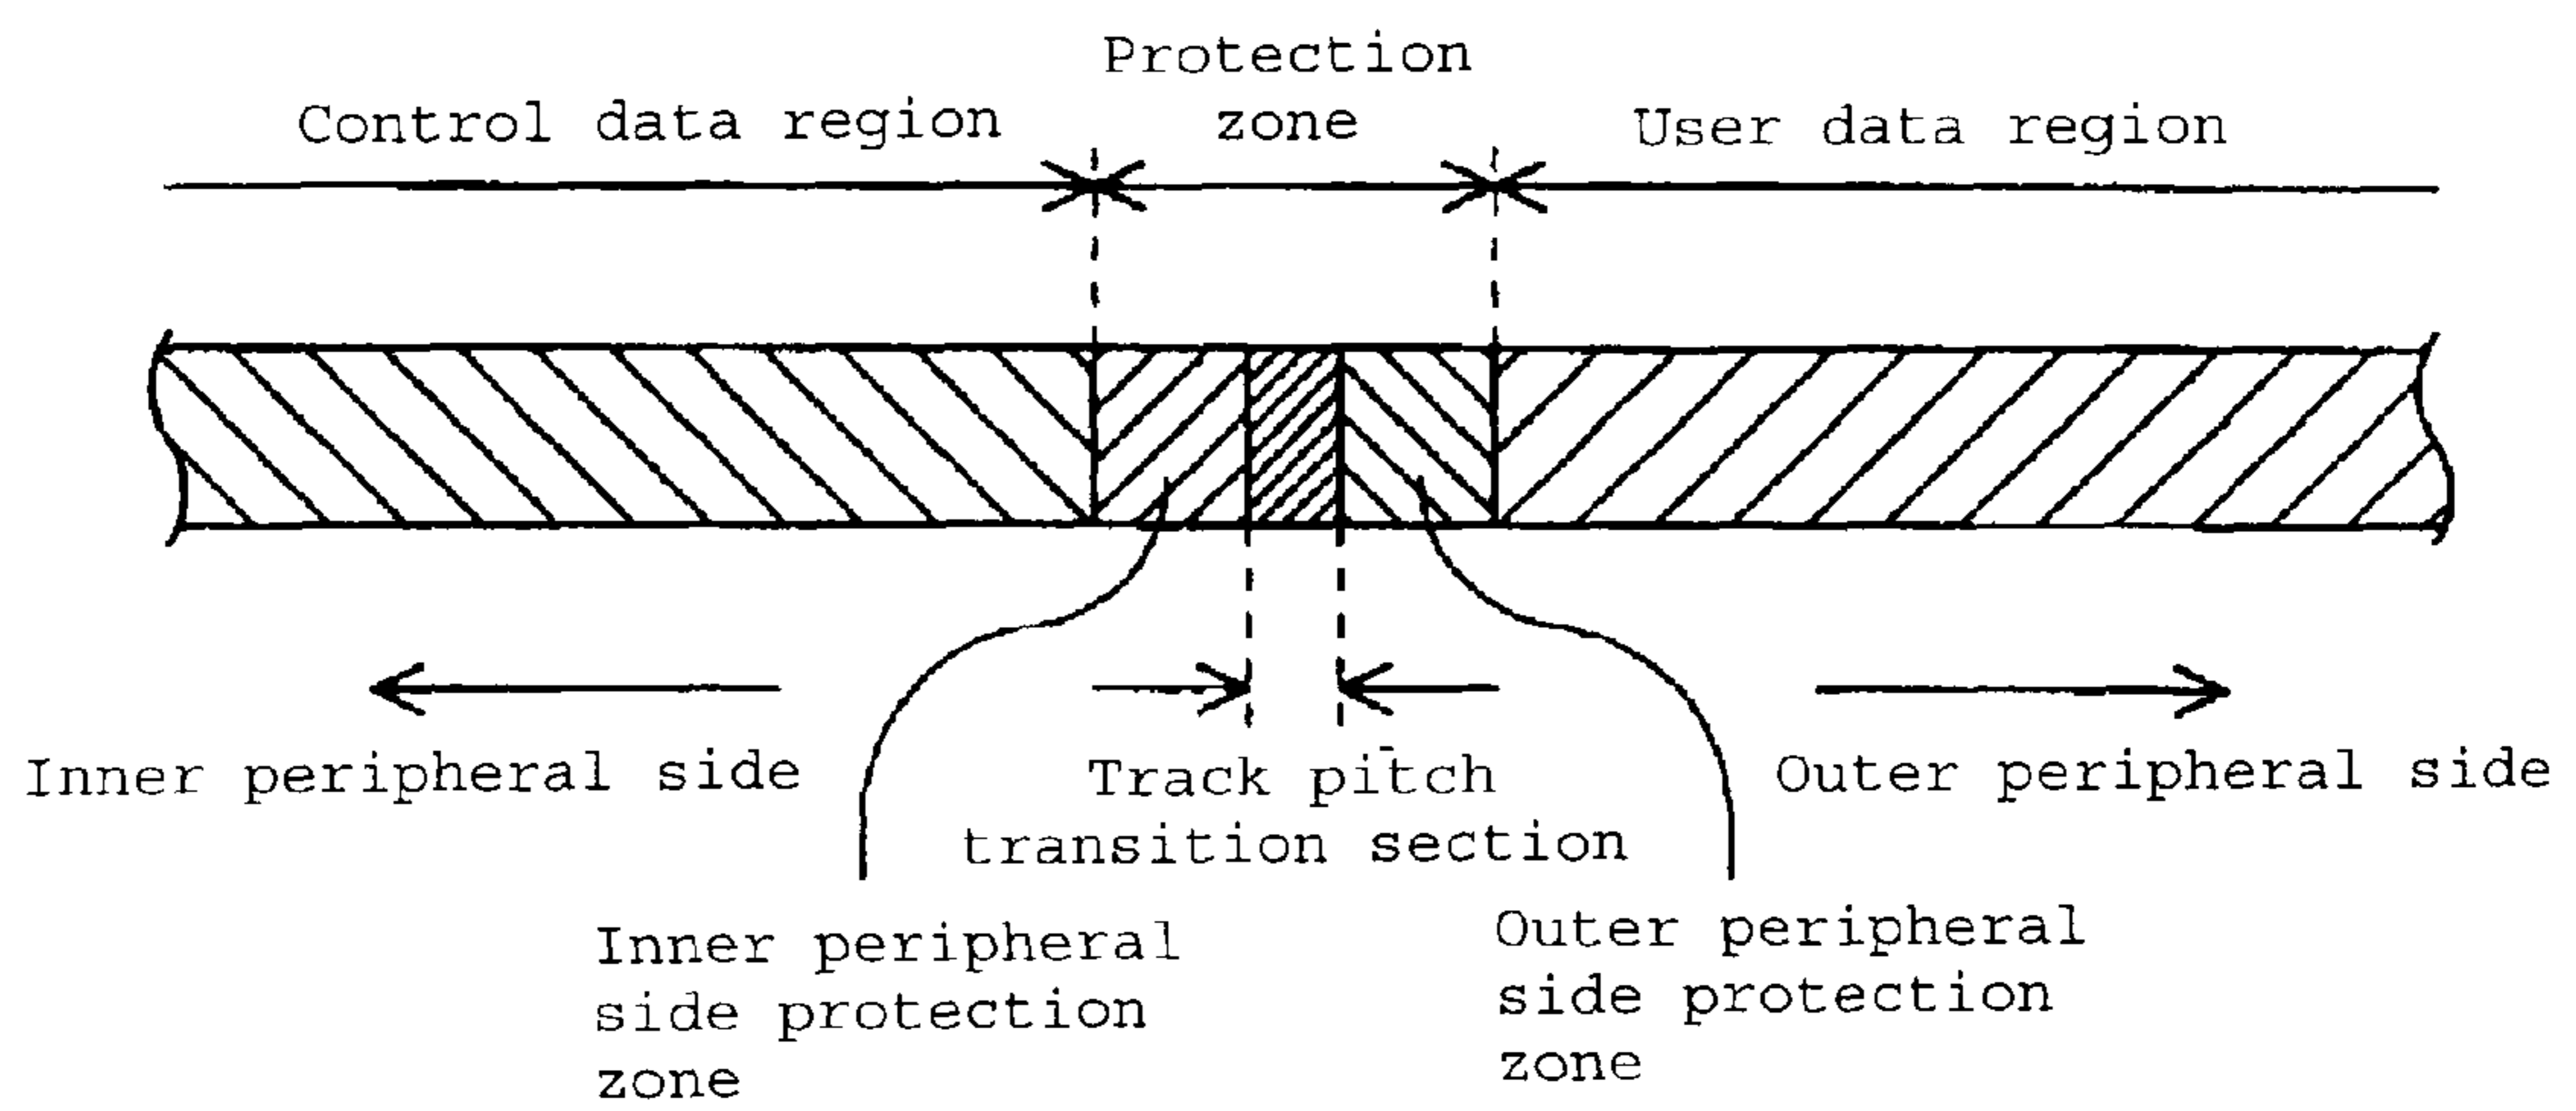 Protection
zone
Control data region
User data region
Inner peripheral side
Track pitch
transition section
Outer peripheral side
Inner peripheral
side protection
zone
Outer peripheral
side protection
zone